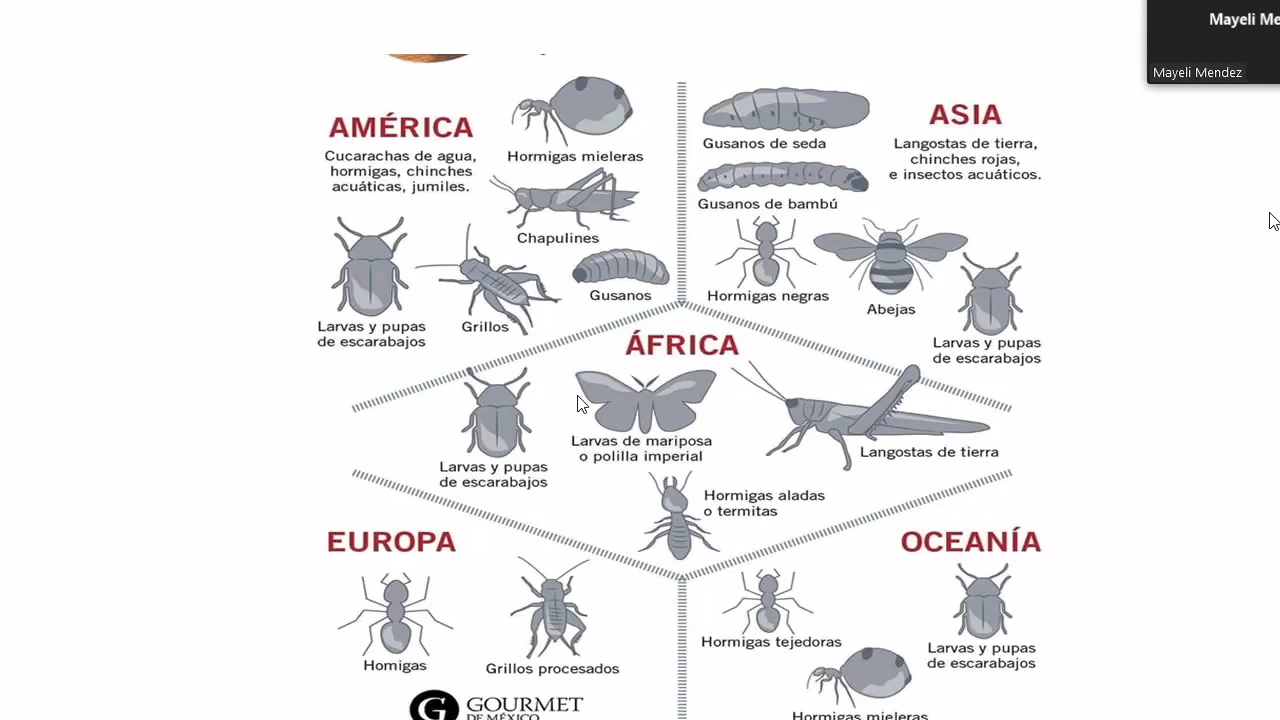 Mayeli Me
Mayeli Mendez
AMÉRICA
Cucarachas de agua,
hormigas, chinches
acuáticas, jumiles.
Hormigas mieleras
Chapulines
Gusanos
Larvas y pupas
de escarabajos
Grillos
ASIA
Langostas de tierra,
chinches rojas,
e insectos acuáticos.
Gusanos de seda
Gusanos de bambú
Hormigas negras
Abejas
Larvas y pupas
de escarabajos
ÁFRICA
Larvas y pupas
de escarabajos
Larvas de mariposa
o polilla imperial
Langostas de tierra
Hormigas aladas
o termitas
EUROPA
Homigas
Grillos procesados
G GOURMET
DE MÉXICO
OCEANÍA
Hormigas tejedoras
Larvas y pupas
de escarabajos
Hormigas mieleras